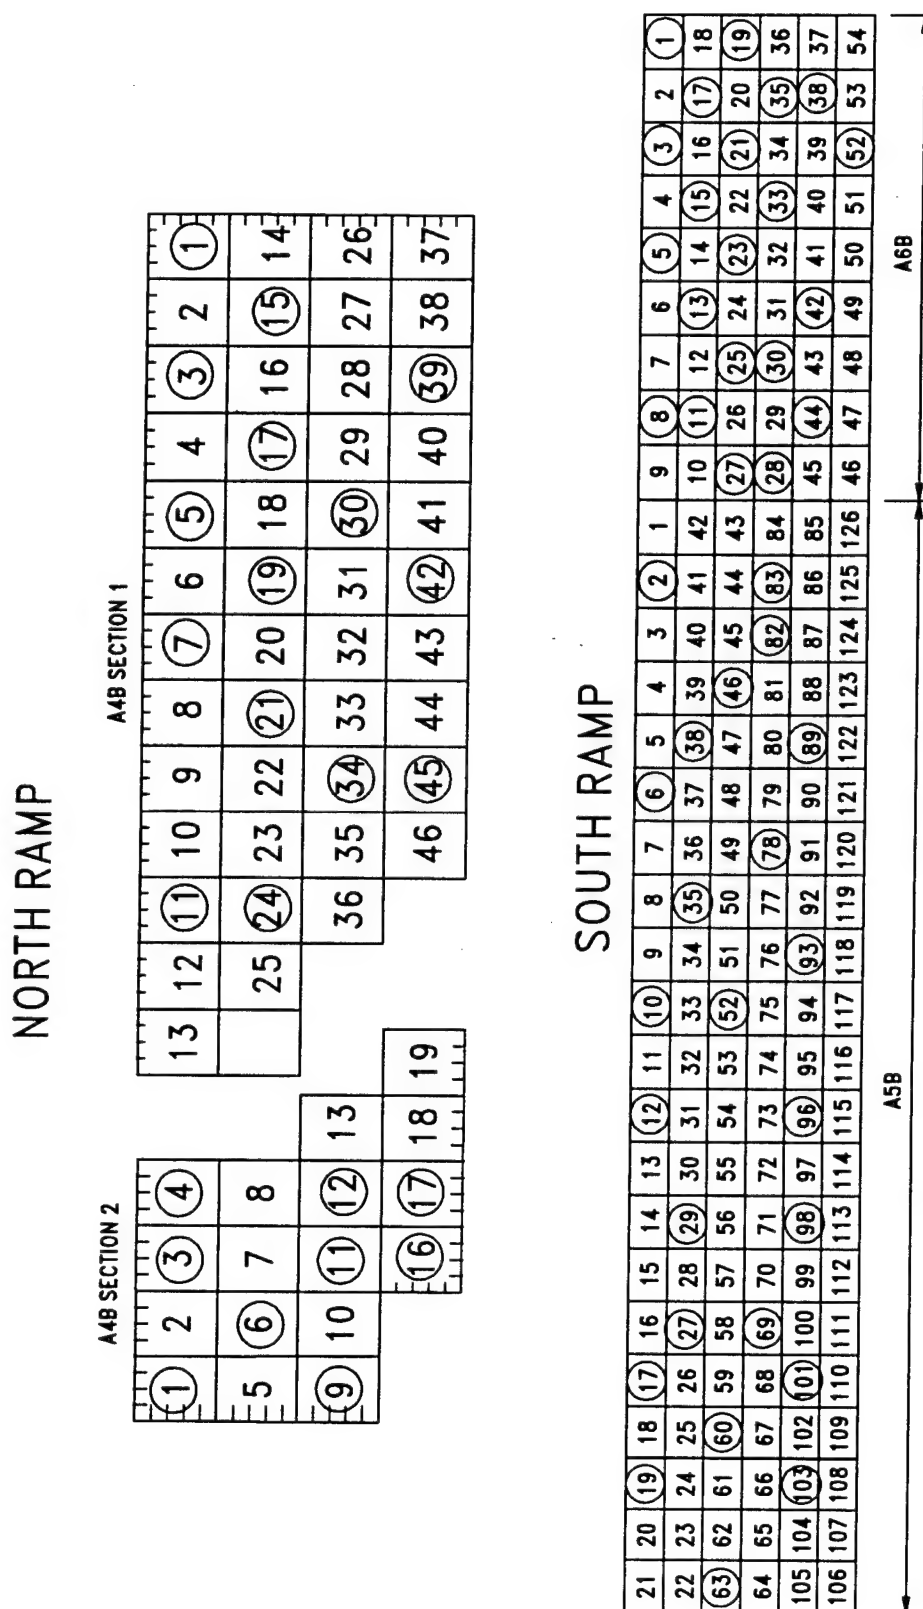 NORTH RAMP
A4B SECTION 2
1 2 3 4
5 6 7 8
9 10 11 12 13
16 17 18 19
A4B SECTION 1
13 12 11 10 9 8 7 6 5 4 3 2 1
25 24 23 22 21 20 19 18 17 16 15 14
36 35 34 33 32 31 30 29 28 27 26
46 45 44 43 42 41 40 39 38 37
SOUTH RAMP
21 20 19 18 17 16 15 14 13 12 11 10 9 8 7 6 5 4 3 2 1 9 8 7 6 5 4 3 2 1
22 23 24 25 26 27 28 29 30 31 32 33 34 35 36 37 38 39 40 41 42 10 11 12 13 14 15 16 17 18
63 62 61 60 59 58 57 56 55 54 53 52 51 50 49 48 47 46 45 44 43 27 26 25 24 23 22 21 20 19
64 65 66 67 68 69 70 71 72 73 74 75 76 77 78 79 80 81 82 83 84 28 29 30 31 32 33 34 35 36
105 104 103 102 101 100 99 98 97 96 95 94 93 92 91 90 89 88 87 86 85 45 44 43 42 41 40 39 38 37
106 107 108 109 110 111 112 113 114 115 116 117 118 119 120 121 122 123 124 125 126 46 47 48 49 50 51 52 53 54
A5B A6B